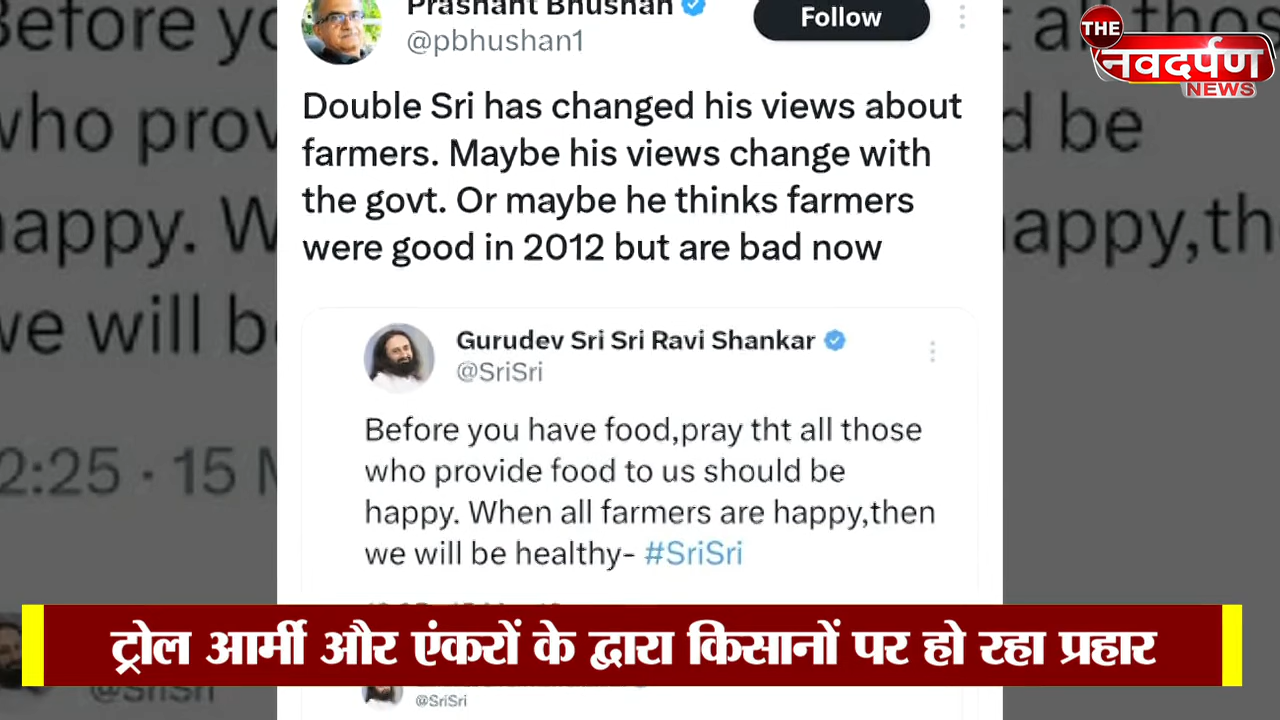 Prashant Bhushan
@pbhushan1
Follow
THE
नवदर्पण
NEWS
Double Sri has changed his views about
farmers. Maybe his views change with
the govt. Or maybe he thinks farmers
were good in 2012 but are bad now
Gurudev Sri Sri Ravi Shankar
@SriSri
Before you have food,pray tht all those
who provide food to us should be
happy. When all farmers are happy,then
we will be healthy- #SriSri
ट्रोल आर्मी और एंकरों के द्वारा किसानों पर हो रहा प्रहार
@SriSri